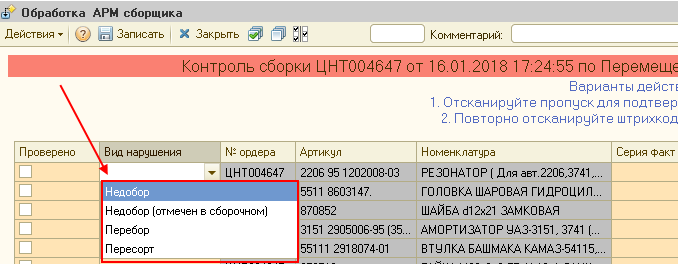 Обработка АРМ сборщика
Действия Записать Закрыть Комментарий:
Контроль сборки ЦНТ004647 от 16.01.2018 17:24:55 по Перемеще
Варианты дейст
1. Отсканируйте пропуск для подтвер
2. Повторно отсканируйте штрихкод
Проверено Вид нарушения № ордера Артикул Номенклатура Серия Факт
ЦНТ004647 2206 95 1202008-03 РЕЗОНАТОР ( Для авт.2206,3741,
Недобор 5511 8603147. ГОЛОВКА ШАРОВАЯ ГИДРОЦИЛ
Недобор (отмечен в сборочном) 870852 ШАЙБА d12х21 ЗАМКОВАЯ
Перебор 3151 2905006-95 (35... АМОРТИЗАТОР УАЗ-3151, 3741 (
Пересорт 55111 2918074-01 ВТУЛКА БАШМАКА КАМАЗ-54115,